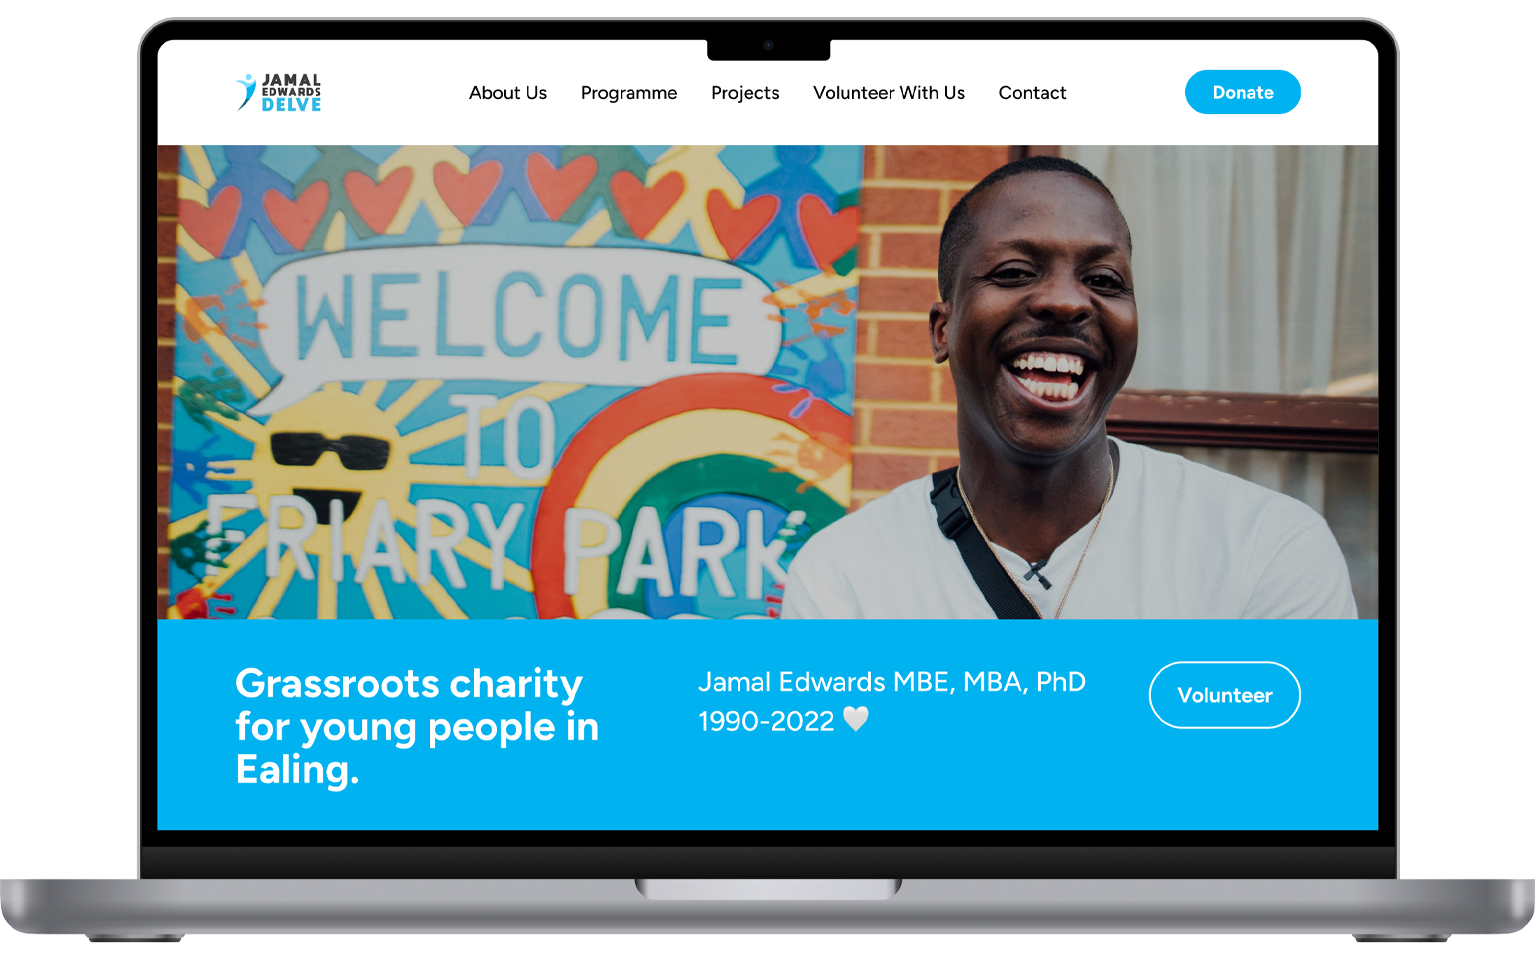 JAMAL
EDWARDS
DELVE
About Us
Programme
Projects
Volunteer With Us
Contact
Donate
WELCOME
TO
FRIARY PARK
Grassroots charity
for young people in
Ealing.
Jamal Edwards MBE, MBA, PhD
1990-2022 🤍
Volunteer